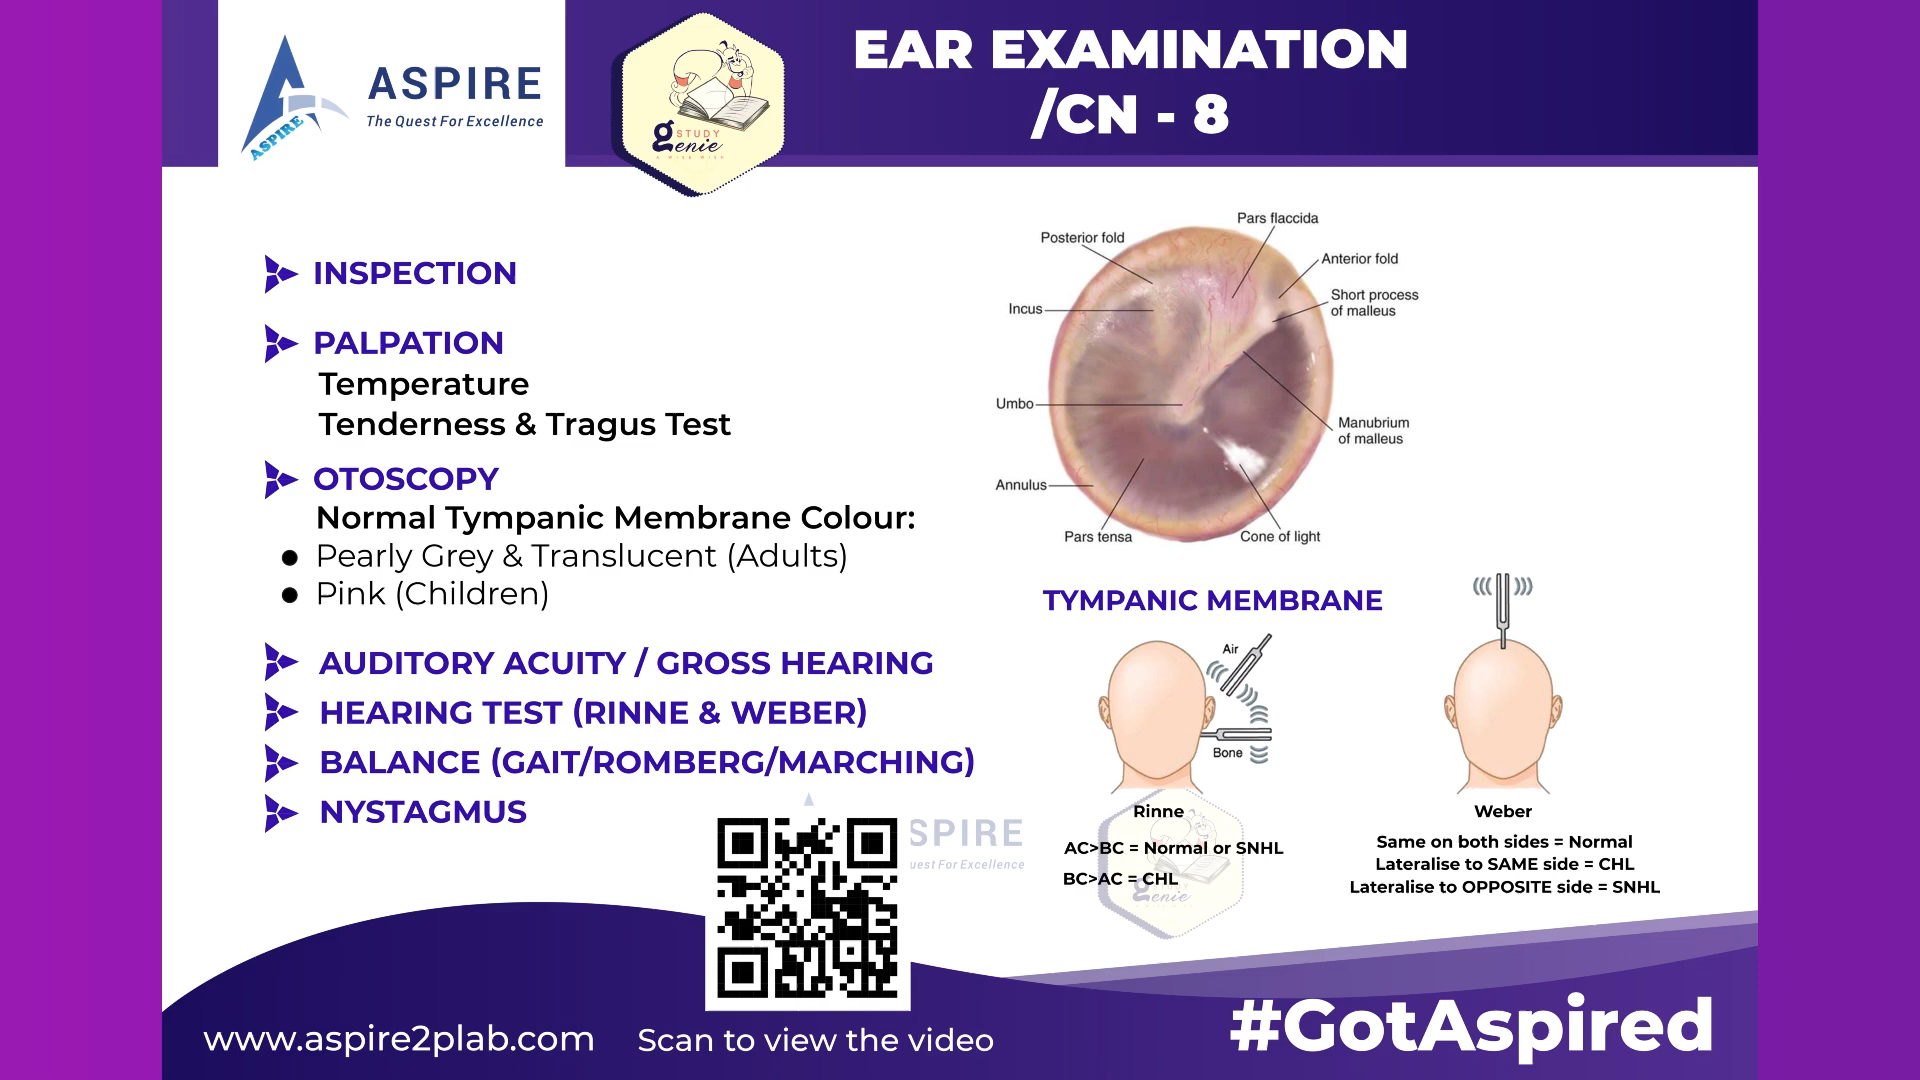 ASPIRE
The Quest For Excellence
ASPIRE
STUDY
genie
A WISH WISE
EAR EXAMINATION
/CN - 8
INSPECTION
PALPATION
Temperature
Tenderness & Tragus Test
OTOSCOPY
Normal Tympanic Membrane Colour:
● Pearly Grey & Translucent (Adults)
● Pink (Children)
AUDITORY ACUITY / GROSS HEARING
HEARING TEST (RINNE & WEBER)
BALANCE (GAIT/ROMBERG/MARCHING)
NYSTAGMUS
Pars flaccida
Posterior fold
Anterior fold
Short process
of malleus
Incus
Umbo
Manubrium
of malleus
Annulus
Pars tensa
Cone of light
TYMPANIC MEMBRANE
Air
Bone
Rinne
AC>BC = Normal or SNHL
BC>AC = CHL
Weber
Same on both sides = Normal
Lateralise to SAME side = CHL
Lateralise to OPPOSITE side = SNHL
SPIRE
uest For Excellence
STUDY
genie
www.aspire2plab.com
Scan to view the video
#GotAspired